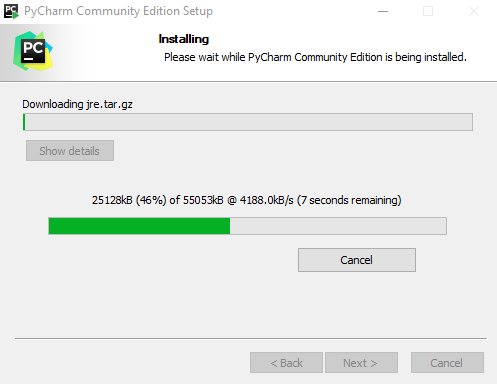 PC PyCharm Community Edition Setup
PC
Installing
Please wait while PyCharm Community Edition is being installed.
Downloading jre.tar.gz
Show details
25128kB (46%) of 55053kB @ 4188.0kB/s (7 seconds remaining)
Cancel
< Back Next > Cancel